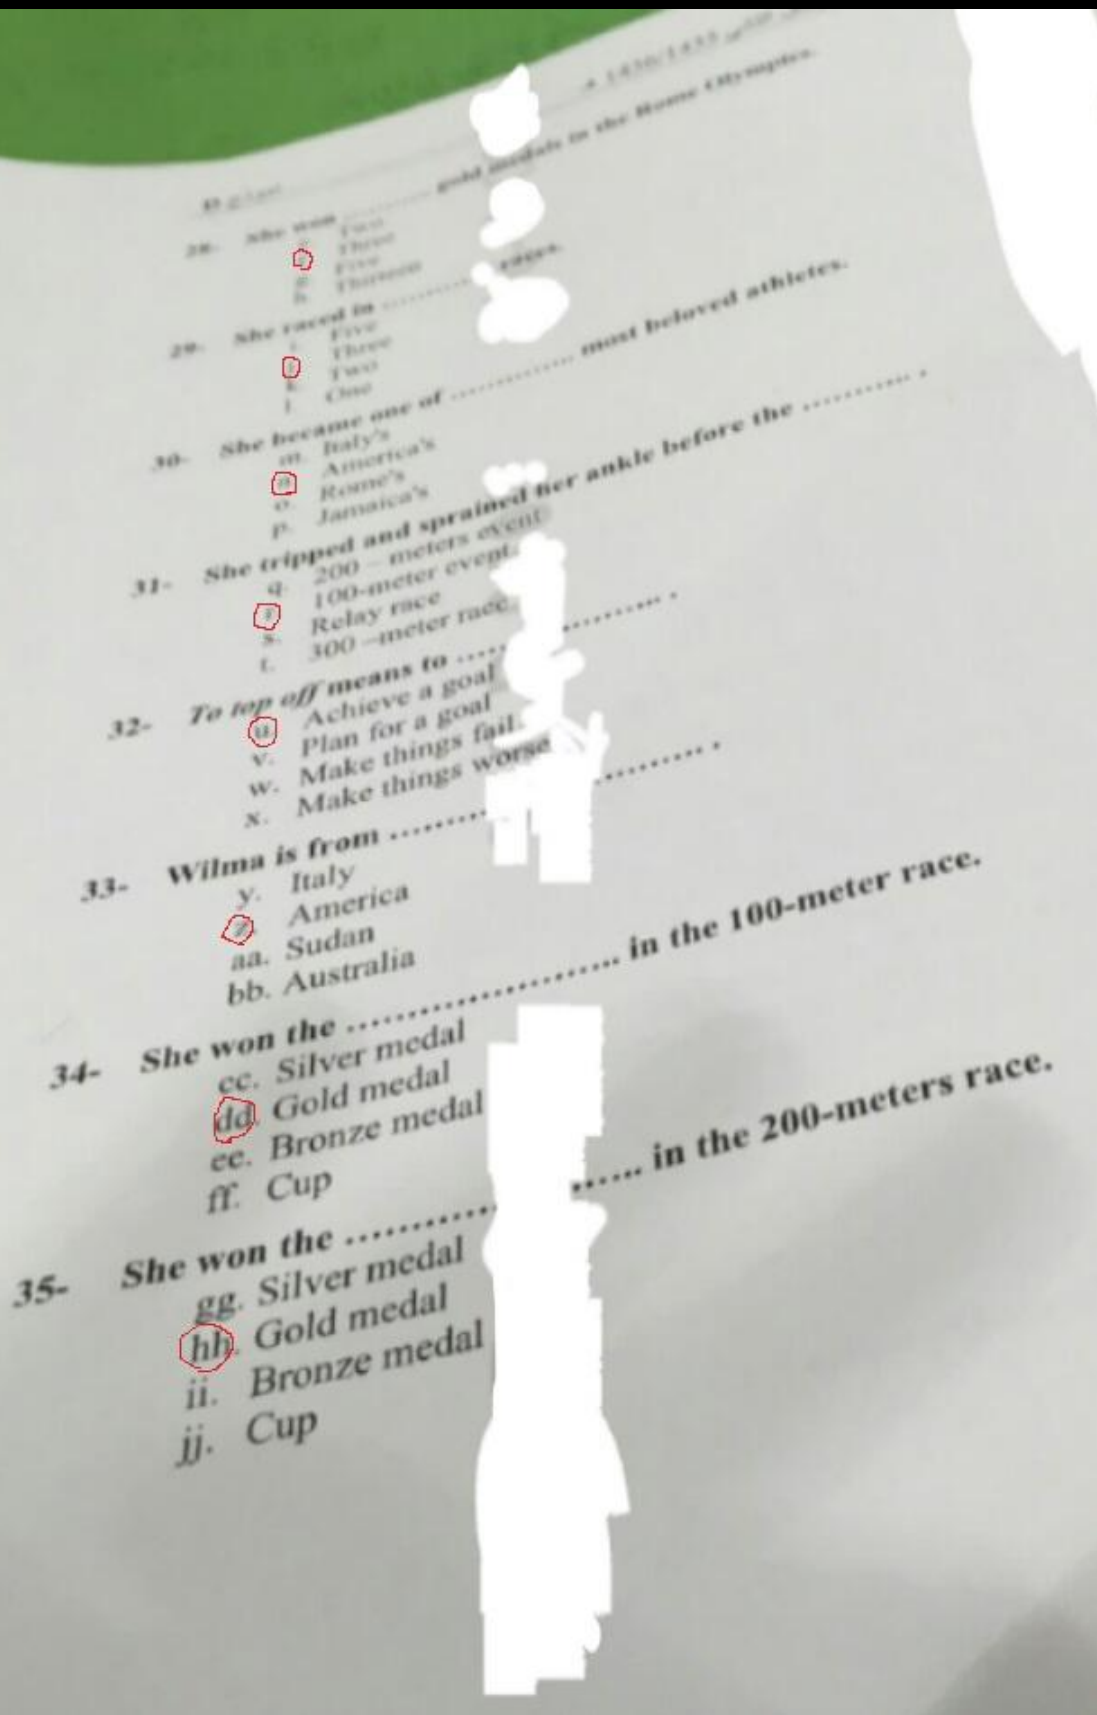 28- She won ........... gold medals in the Rome Olympics.
Two
Three
g. Five
h. Thirteen
29- She raced in ........... races.
i. Five
j. Three
k. Two
l. One
30- She became one of ............... most beloved athletes.
m. Italy's
n. America's
o. Rome's
p. Jamaica's
31- She tripped and sprained her ankle before the ........... .
q. 200 – meters event
r. 100-meter event.
s. Relay race
t. 300 –meter race.
32- To top off means to ..... ........... .
u. Achieve a goal
v. Plan for a goal
w. Make things fail.
x. Make things worse
33- Wilma is from ......... ........... .
y. Italy
z. America
aa. Sudan
bb. Australia
34- She won the ........................ in the 100-meter race.
cc. Silver medal
dd. Gold medal
ee. Bronze medal
ff. Cup
35- She won the ............. ...... in the 200-meters race.
gg. Silver medal
hh. Gold medal
ii. Bronze medal
jj. Cup